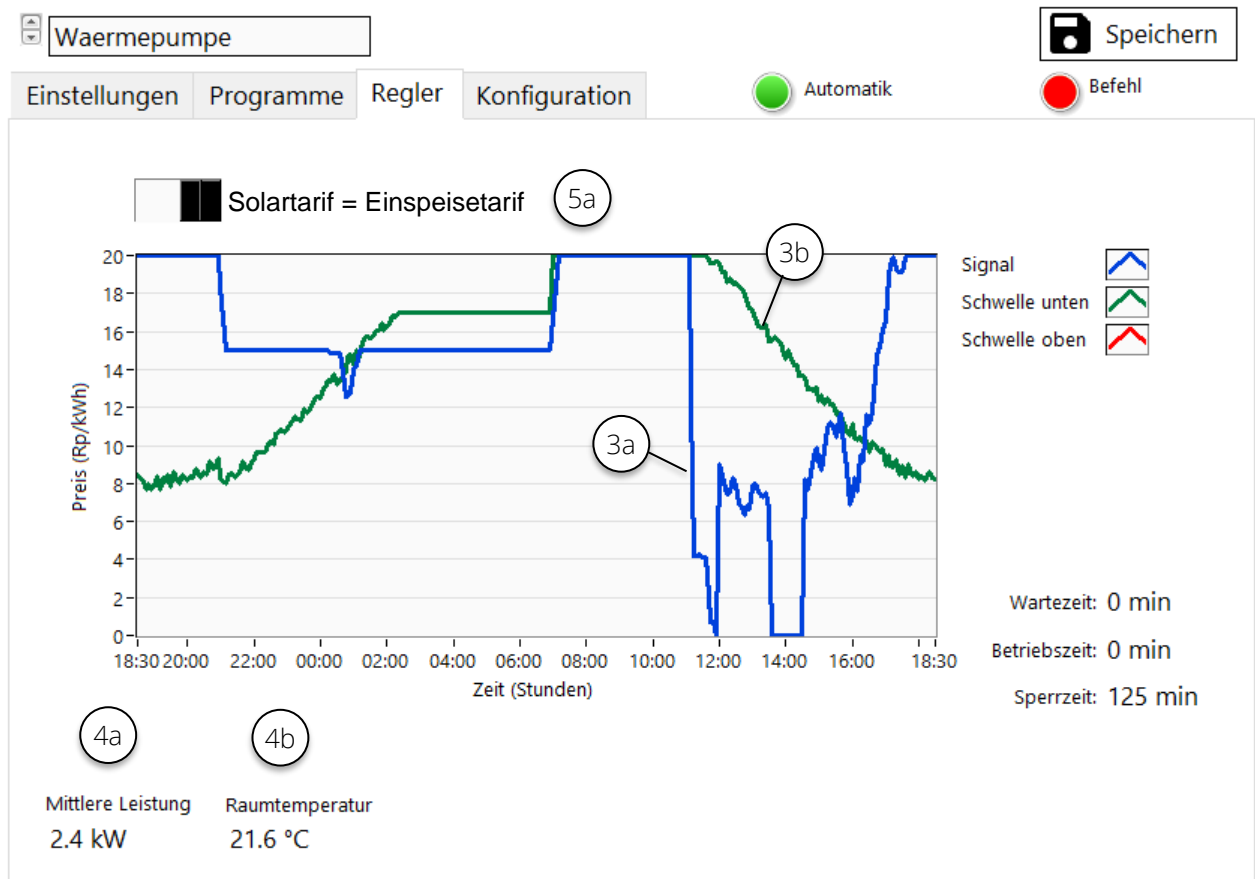 Waermepumpe
Speichern
Einstellungen Programme Regler Konfiguration
Automatik
Befehl
Solartarif = Einspeisetarif
5a
3b
3a
Preis (Rp/kWh)
20
18
16
14
12
10
8
6
4
2
0
18:30 20:00 22:00 00:00 02:00 04:00 06:00 08:00 10:00 12:00 14:00 16:00 18:30
Zeit (Stunden)
Signal
Schwelle unten
Schwelle oben
Wartezeit: 0 min
Betriebszeit: 0 min
Sperrzeit: 125 min
4a
4b
Mittlere Leistung
2.4 kW
Raumtemperatur
21.6 °C